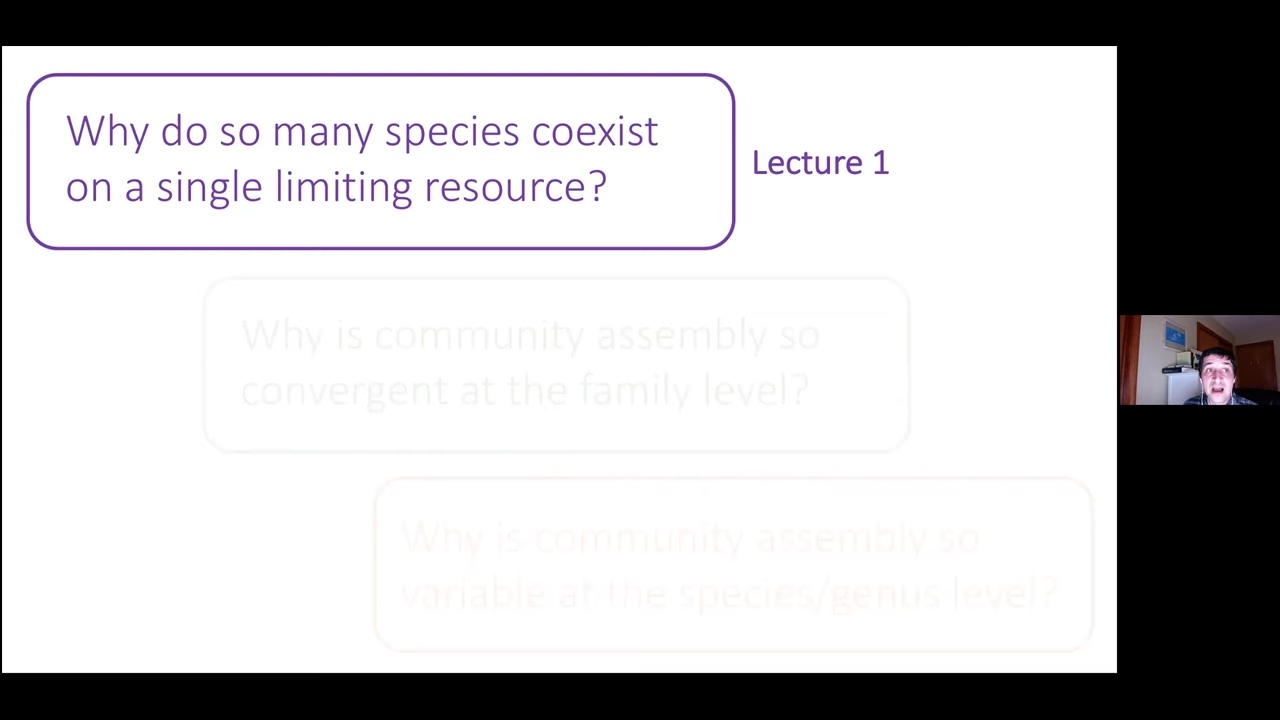 Why do so many species coexist
on a single limiting resource?
Lecture 1
Why is community assembly so
convergent at the family level?
Why is community assembly so
variable at the species/genus level?